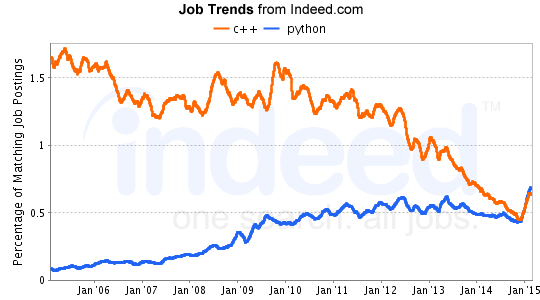 Job Trends from Indeed.com
c++ python
Percentage of Matching Job Postings
1.5
1
0.5
0
indeed™
one search. all jobs.
Jan'06 Jan'07 Jan'08 Jan'09 Jan'10 Jan'11 Jan'12 Jan'13 Jan'14 Jan'15